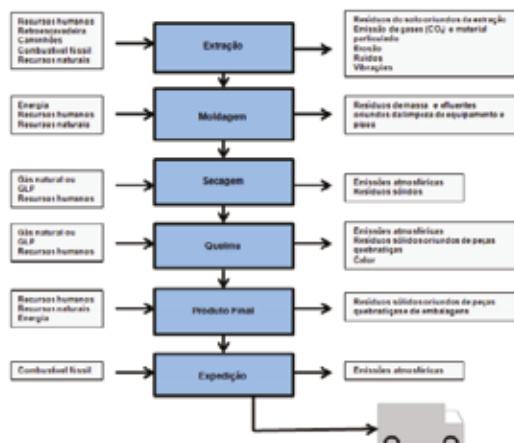 Recursos humanos
Retroescavadeira
Caminhões
Combustível fóssil
Recursos naturais
Extração
Resíduos do solo oriundos da extração
Emissão de gases (CO₂) e material
particulado
Erosão
Ruídos
Vibrações
Energia
Recursos humanos
Recursos naturais
Moldagem
Resíduos de massa e efluentes
oriundos da limpeza de equipamento e
pisos
Gás natural ou
GLP
Recursos humanos
Secagem
Emissões atmosféricas
Resíduos sólidos
Gás natural ou
GLP
Recursos humanos
Queima
Emissões atmosféricas
Resíduos sólidos oriundos de peças
quebradiças
Calor
Recursos humanos
Recursos naturais
Energia
Produto Final
Resíduos sólidos oriundos de peças
quebradiças e de embalagens
Combustível fóssil
Expedição
Emissões atmosféricas